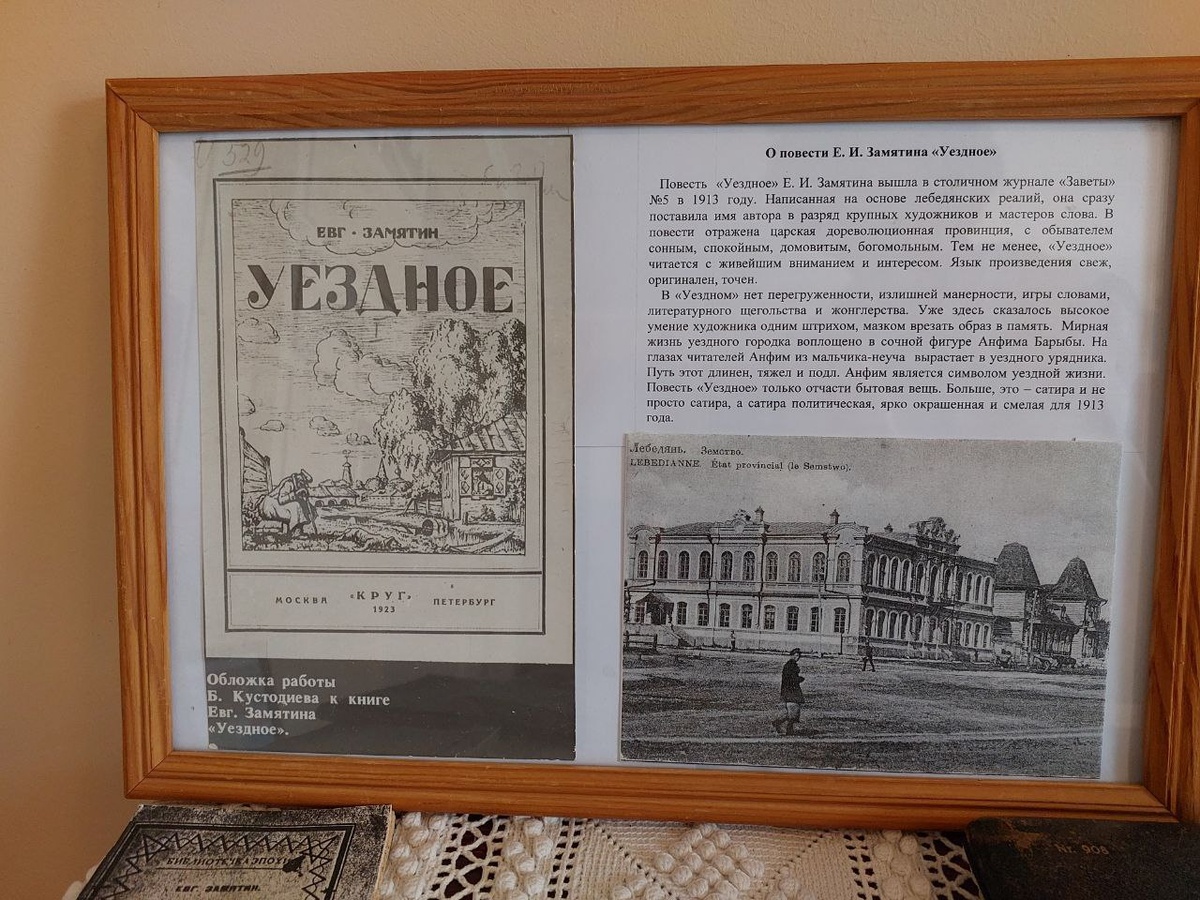 529
ЕВГ · ЗАМЯТИН
УЕЗДНОЕ
МОСКВА «КРУГ» ПЕТЕРБУРГ
1923
Обложка работы
Б. Кустодиева к книге
Евг. Замятина
«Уездное».
О повести Е. И. Замятина «Уездное»
Повесть «Уездное» Е. И. Замятина вышла в столичном журнале «Заветы»
№5 в 1913 году. Написанная на основе лебедянских реалий, она сразу
поставила имя автора в разряд крупных художников и мастеров слова. В
повести отражена царская дореволюционная провинция, с обывателем
сонным, спокойным, домовитым, богомольным. Тем не менее, «Уездное»
читается с живейшим вниманием и интересом. Язык произведения свеж,
оригинален, точен.
В «Уездном» нет перегруженности, излишней манерности, игры словами,
литературного щегольства и жонглерства. Уже здесь сказалось высокое
умение художника одним штрихом, мазком врезать образ в память. Мирная
жизнь уездного городка воплощено в сочной фигуре Анфима Барыбы. На
глазах читателей Анфим из мальчика-неуча вырастает в уездного урядника.
Путь этот длинен, тяжел и подл. Анфим является символом уездной жизни.
Повесть «Уездное» только отчасти бытовая вещь. Больше, это – сатира и не
просто сатира, а сатира политическая, ярко окрашенная и смелая для 1913
года.
Лебедянь. Земство.
LEBEDIANNE. État provincial (le Semstwo).
БИБЛИОТЕЧКА ЭПОХИ
ЕВГ. ЗАМЯТИН.
Nr. 908